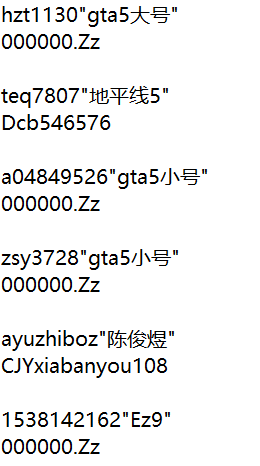 hzt1130"gta5大号"
000000.Zz
teq7807"地平线5"
Dcb546576
a04849526"gta5小号"
000000.Zz
zsy3728"gta5小号"
000000.Zz
ayuzhiboz"陈俊煜"
CJYxiabanyou108
1538142162"Ez9"
000000.Zz